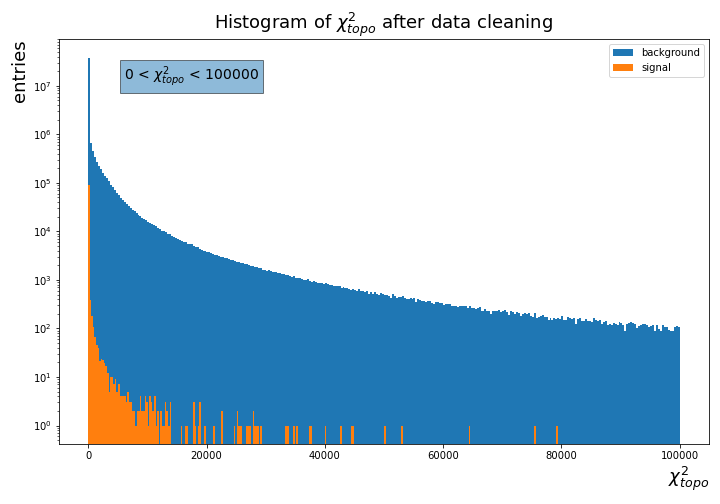 Histogram of χ²topo after data cleaning
entries
0 < χ²topo < 100000
background
signal
10⁷
10⁶
10⁵
10⁴
10³
10²
10¹
10⁰
0 20000 40000 60000 80000 100000
χ²topo